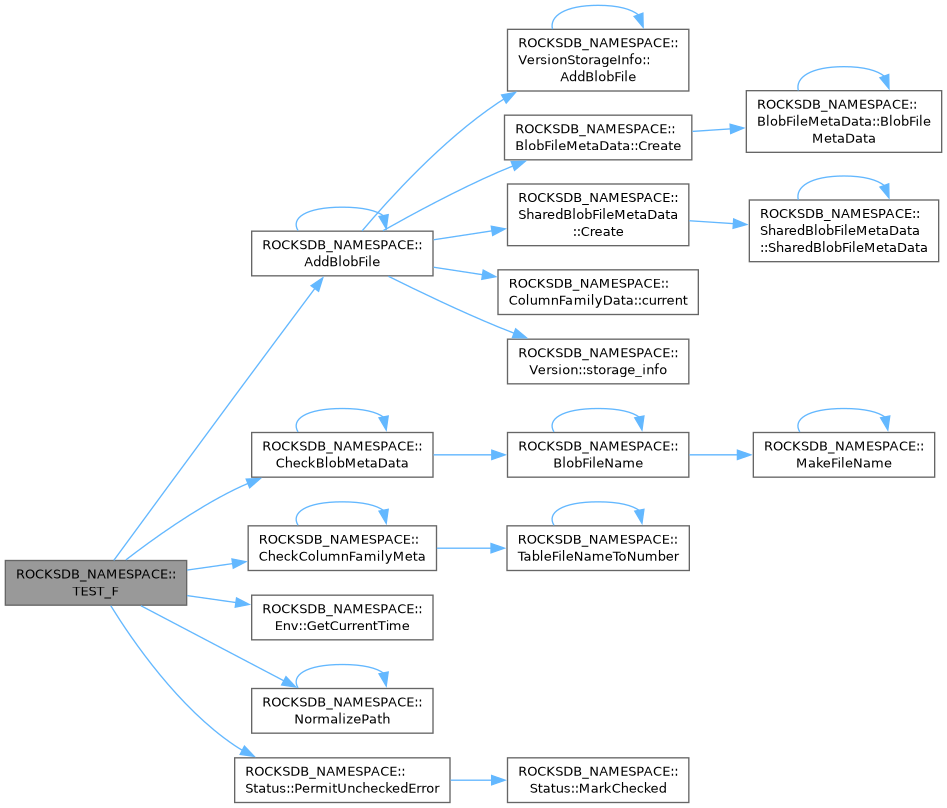 ROCKSDB_NAMESPACE::
VersionStorageInfo::
AddBlobFile
ROCKSDB_NAMESPACE::
BlobFileMetaData::BlobFile
MetaData
ROCKSDB_NAMESPACE::
BlobFileMetaData::Create
ROCKSDB_NAMESPACE::
SharedBlobFileMetaData
::Create
ROCKSDB_NAMESPACE::
SharedBlobFileMetaData
::SharedBlobFileMetaData
ROCKSDB_NAMESPACE::
AddBlobFile
ROCKSDB_NAMESPACE::
ColumnFamilyData::current
ROCKSDB_NAMESPACE::
Version::storage_info
ROCKSDB_NAMESPACE::
CheckBlobMetaData
ROCKSDB_NAMESPACE::
BlobFileName
ROCKSDB_NAMESPACE::
MakeFileName
ROCKSDB_NAMESPACE::
CheckColumnFamilyMeta
ROCKSDB_NAMESPACE::
TableFileNameToNumber
ROCKSDB_NAMESPACE::
TEST_F
ROCKSDB_NAMESPACE::
Env::GetCurrentTime
ROCKSDB_NAMESPACE::
NormalizePath
ROCKSDB_NAMESPACE::
Status::PermitUncheckedError
ROCKSDB_NAMESPACE::
Status::MarkChecked